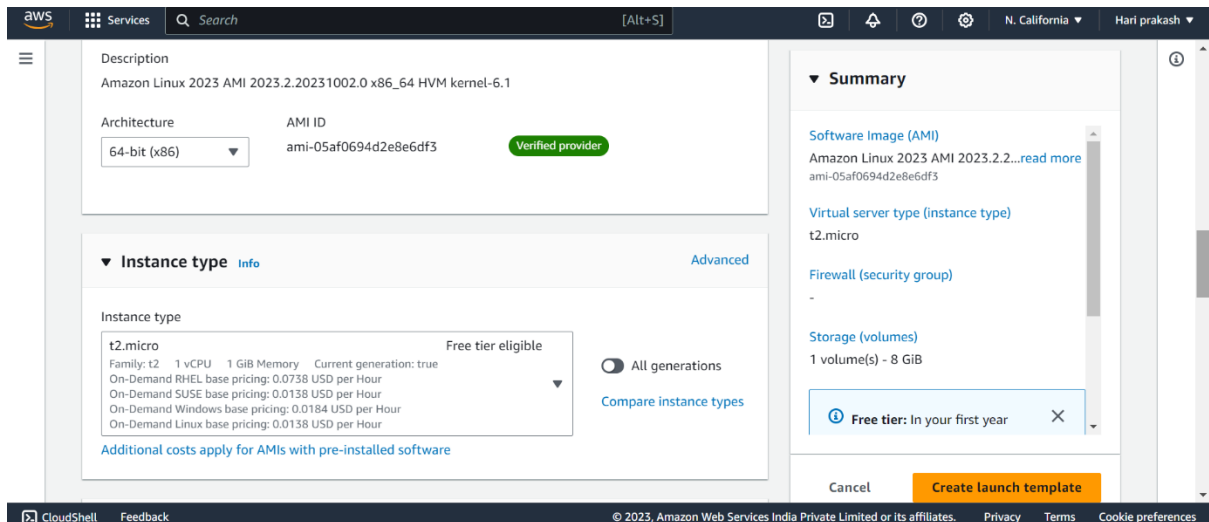 aws
Services
Search
[Alt+S]
N. California
Hari prakash
Description
Amazon Linux 2023 AMI 2023.2.20231002.0 x86_64 HVM kernel-6.1
Architecture
AMI ID
64-bit (x86)
ami-05af0694d2e8e6df3
Verified provider
Instance type Info
Advanced
Instance type
t2.micro
Free tier eligible
Family: t2 1 vCPU 1 GiB Memory Current generation: true
On-Demand RHEL base pricing: 0.0738 USD per Hour
On-Demand SUSE base pricing: 0.0138 USD per Hour
On-Demand Windows base pricing: 0.0184 USD per Hour
On-Demand Linux base pricing: 0.0138 USD per Hour
All generations
Compare instance types
Additional costs apply for AMIs with pre-installed software
Summary
Software Image (AMI)
Amazon Linux 2023 AMI 2023.2.2...read more
ami-05af0694d2e8e6df3
Virtual server type (instance type)
t2.micro
Firewall (security group)
-
Storage (volumes)
1 volume(s) - 8 GiB
Free tier: In your first year
Cancel
Create launch template
CloudShell
Feedback
© 2023, Amazon Web Services India Private Limited or its affiliates.
Privacy
Terms
Cookie preferences